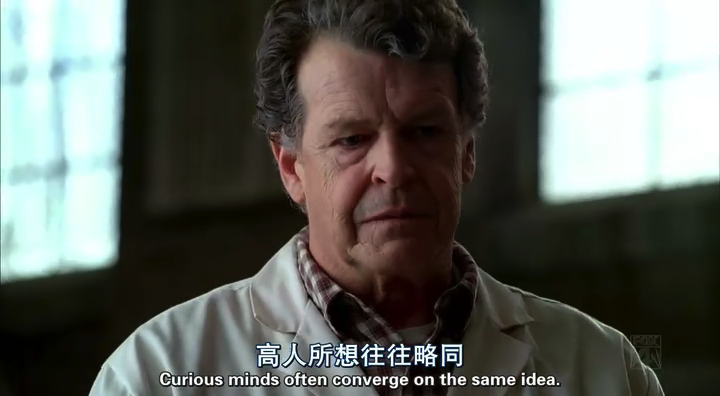 高人所想往往略同
Curious minds often converge on the same idea.